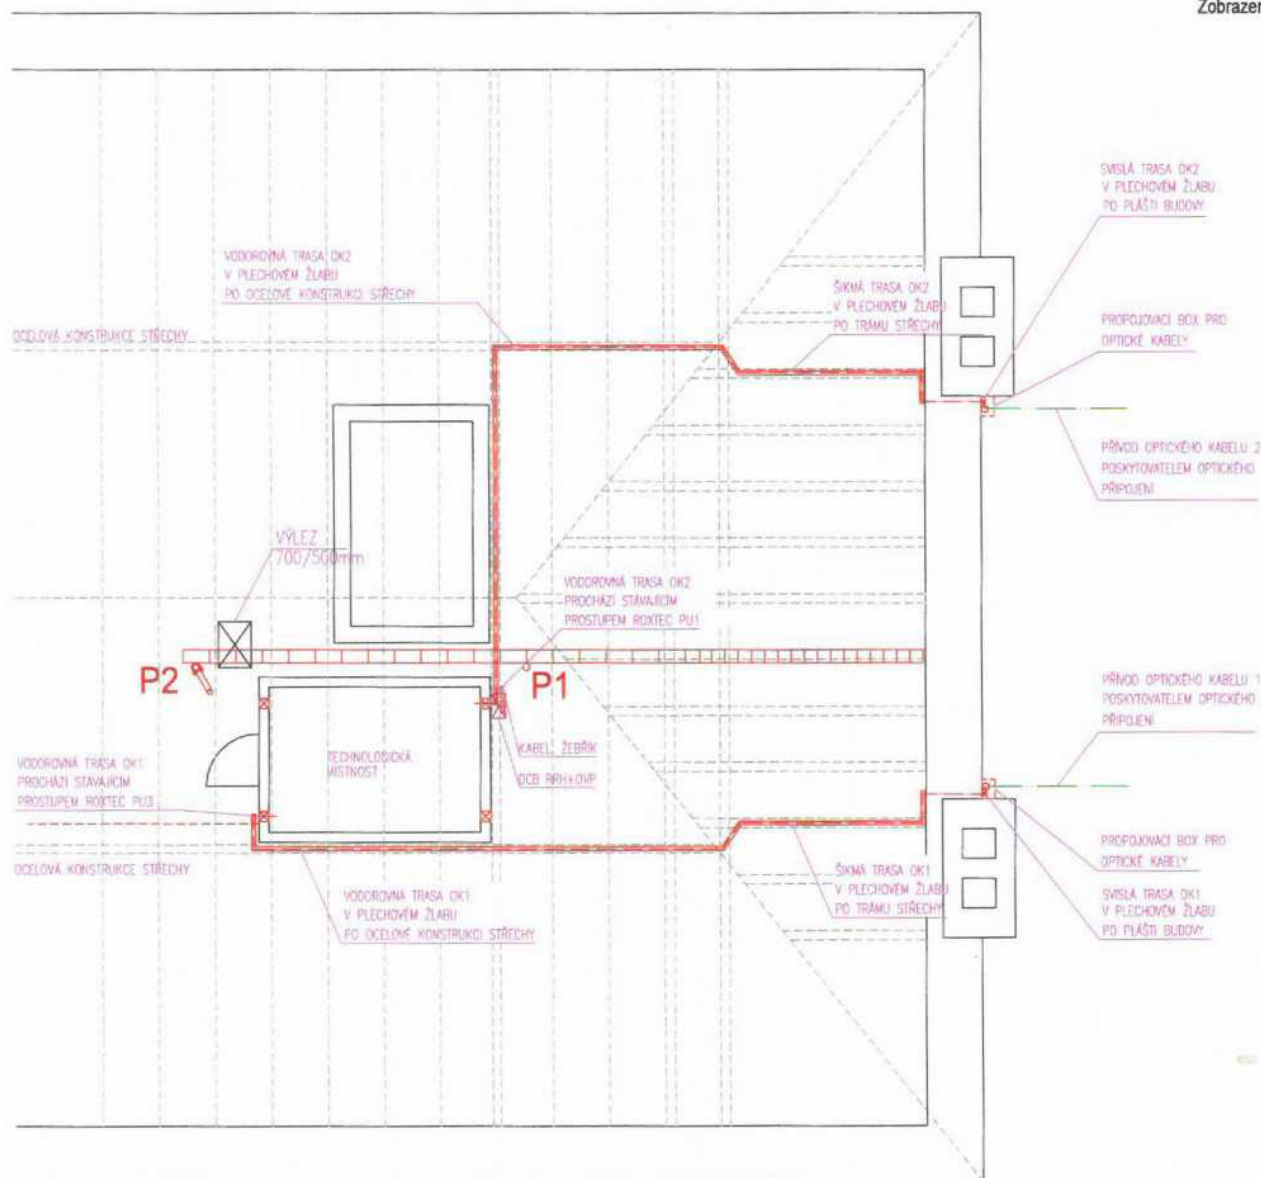 Zobrazen
SVISLÁ TRASA OK2
V PLECHOVÉM ŽLABU
PO PLÁŠTI BUDOVY
VODOROVNÁ TRASA OK2
V PLECHOVÉM ŽLABU
PO OCELOVÉ KONSTRUKCI STŘECHY
ŠIKMÁ TRASA OK2
V PLECHOVÉM ŽLABU
PO TRÁMU STŘECHY
PROPOJOVACÍ BOX PRO
OPTICKÉ KABELY
OCELOVÁ KONSTRUKCE STŘECHY
PŘÍVOD OPTICKÉHO KABELU 2
POSKYTOVATELEM OPTICKÉHO
PŘIPOJENÍ
VÝLEZ
700/500mm
VODOROVNÁ TRASA OK2
PROCHÁZÍ STÁVAJÍCÍM
PROSTUPEM ROXTEC PU1
P2
P1
PŘÍVOD OPTICKÉHO KABELU 1
POSKYTOVATELEM OPTICKÉHO
PŘIPOJENÍ
TECHNOLOGICKÁ
MÍSTNOST
KABEL. ŽEBŘÍK
DCB RRH+OVP
VODOROVNÁ TRASA OK1
PROCHÁZÍ STÁVAJÍCÍM
PROSTUPEM ROXTEC PU3
OCELOVÁ KONSTRUKCE STŘECHY
PROPOJOVACÍ BOX PRO
OPTICKÉ KABELY
ŠIKMÁ TRASA OK1
V PLECHOVÉM ŽLABU
PO TRÁMU STŘECHY
VODOROVNÁ TRASA OK1
V PLECHOVÉM ŽLABU
PO OCELOVÉ KONSTRUKCI STŘECHY
SVISLÁ TRASA OK1
V PLECHOVÉM ŽLABU
PO PLÁŠTI BUDOVY